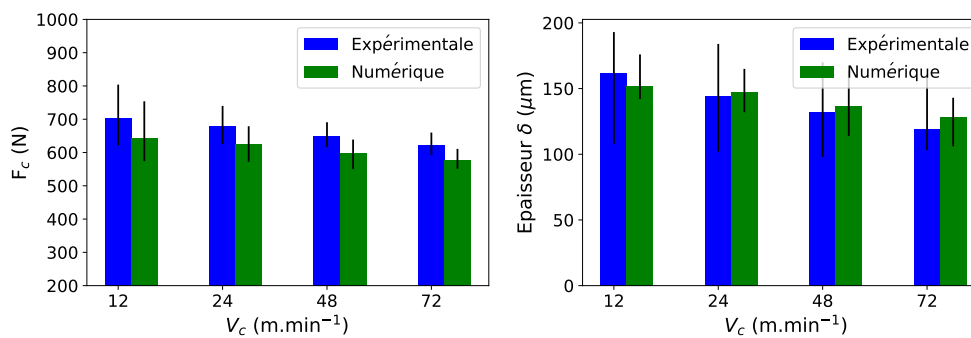 1000
900
800
700
600
500
400
300
200
F_c (N)
Expérimentale
Numérique
12 24 48 72
V_c (m.min⁻¹)
150
100
50
0
200
Epaisseur δ (μm)
Expérimentale
Numérique
12 24 48 72
V_c (m.min⁻¹)